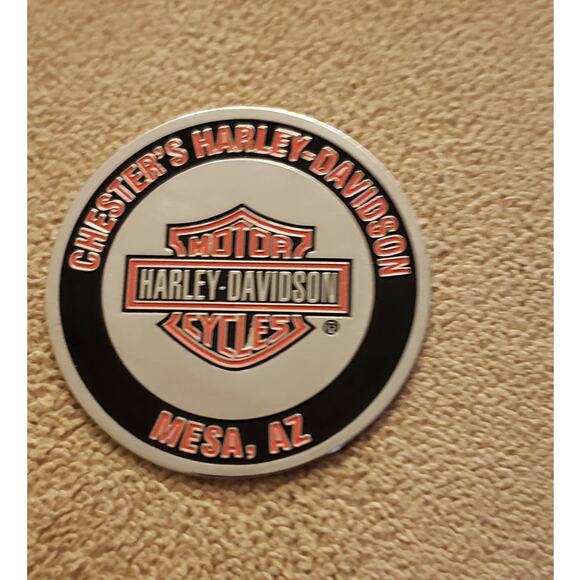 CHESTER'S HARLEY-DAVIDSON
MOTOR
HARLEY-DAVIDSON
CYCLES ®
MESA, AZ